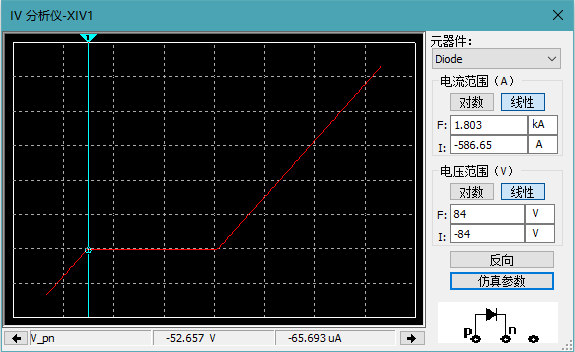 IV 分析仪-XIV1
元器件:
Diode
电流范围（A）
对数 线性
F: 1.803 kA
I: -586.65 A
电压范围（V）
对数 线性
F: 84 V
I: -84 V
反向
仿真参数
p n
1
V_pn -52.657 V -65.693 uA